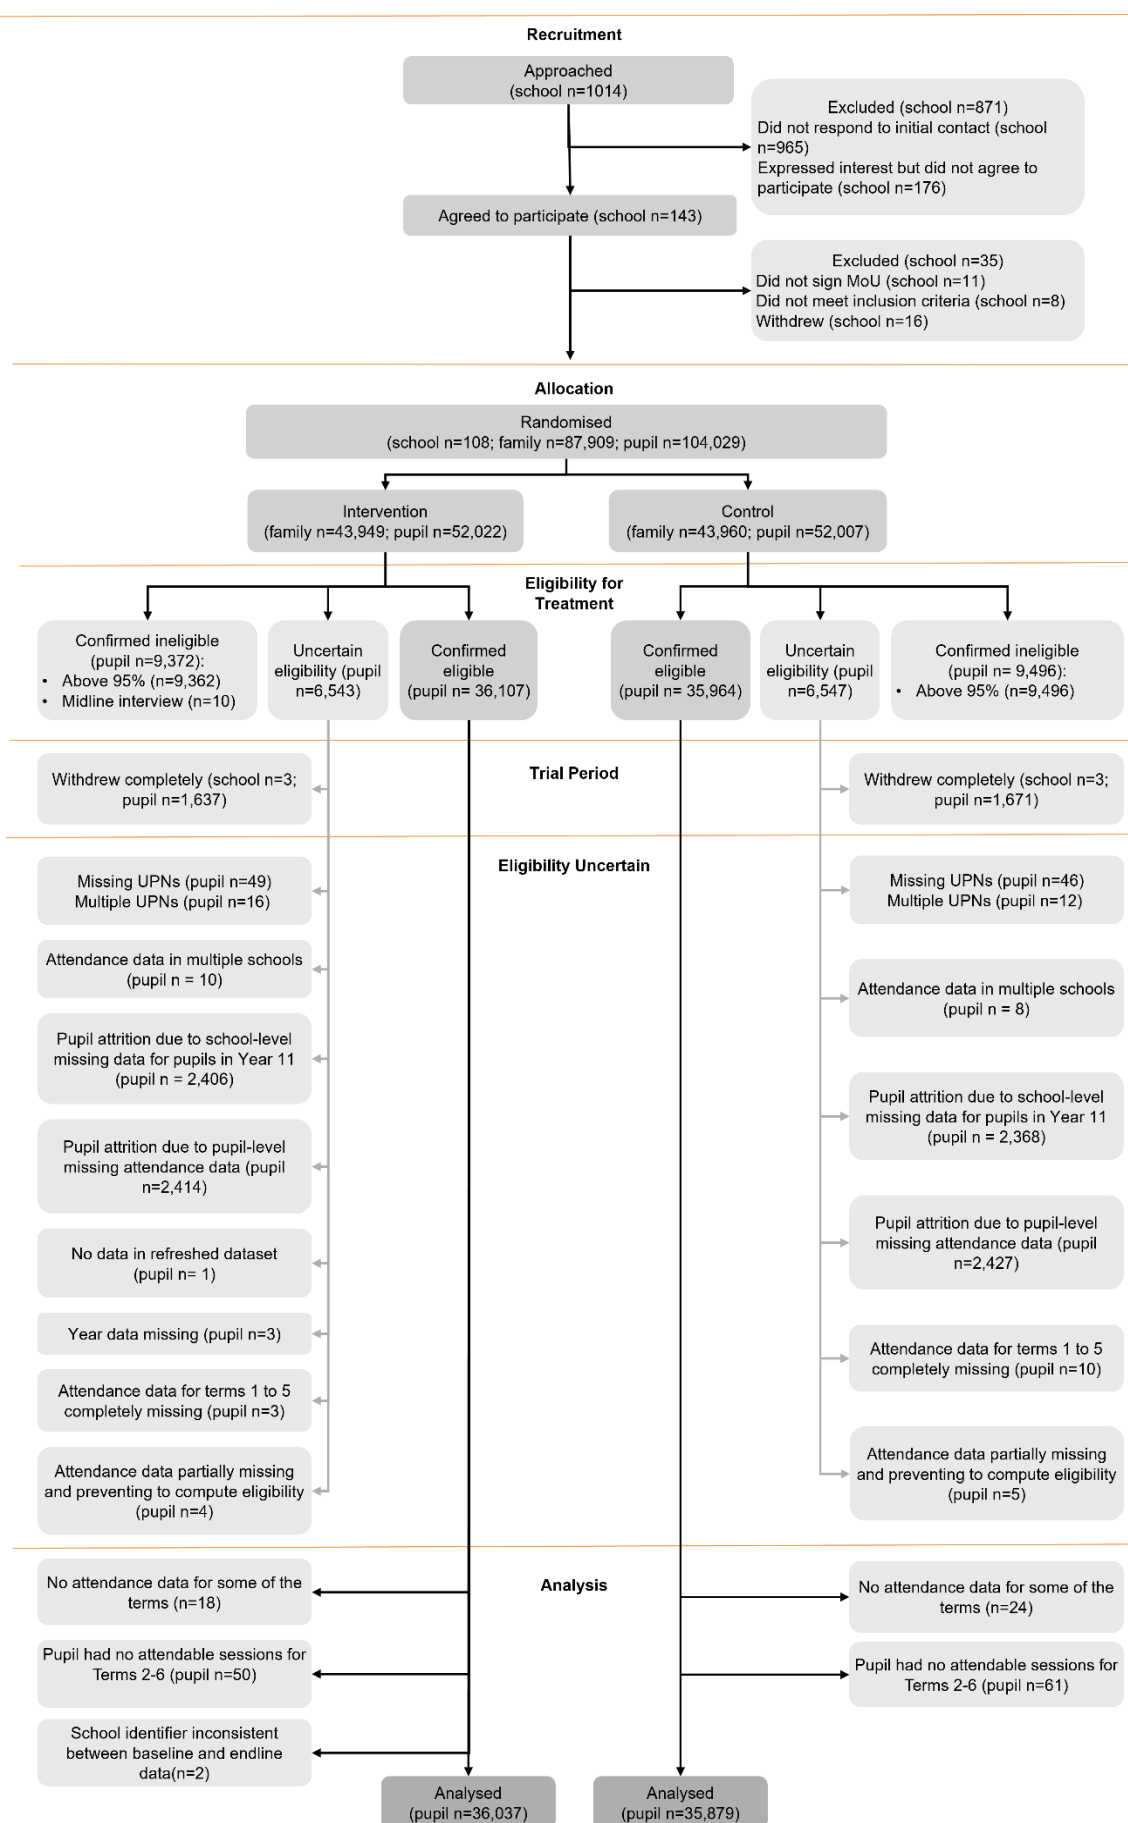 Recruitment
Approached
(school n=1014)
Excluded (school n=871)
Did not respond to initial contact (school
n=965)
Expressed interest but did not agree to
participate (school n=176)
Agreed to participate (school n=143)
Excluded (school n=35)
Did not sign MoU (school n=11)
Did not meet inclusion criteria (school n=8)
Withdrew (school n=16)
Allocation
Randomised
(school n=108; family n=87,909; pupil n=104,029)
Intervention
(family n=43,949; pupil n=52,022)
Control
(family n=43,960; pupil n=52,007)
Eligibility for
Treatment
Confirmed ineligible
(pupil n=9,372):
• Above 95% (n=9,362)
• Midline interview (n=10)
Uncertain
eligibility (pupil
n=6,543)
Confirmed
eligible
(pupil n= 36,107)
Confirmed
eligible
(pupil n= 35,964)
Uncertain
eligibility (pupil
n=6,547)
Confirmed ineligible
(pupil n= 9,496):
• Above 95% (n=9,496)
Trial Period
Withdrew completely (school n=3;
pupil n=1,637)
Withdrew completely (school n=3;
pupil n=1,671)
Eligibility Uncertain
Missing UPNs (pupil n=49)
Multiple UPNs (pupil n=16)
Attendance data in multiple schools
(pupil n = 10)
Pupil attrition due to school-level
missing data for pupils in Year 11
(pupil n = 2,406)
Pupil attrition due to pupil-level
missing attendance data (pupil
n=2,414)
No data in refreshed dataset
(pupil n= 1)
Year data missing (pupil n=3)
Attendance data for terms 1 to 5
completely missing (pupil n=3)
Attendance data partially missing
and preventing to compute eligibility
(pupil n=4)
Missing UPNs (pupil n=46)
Multiple UPNs (pupil n=12)
Attendance data in multiple schools
(pupil n = 8)
Pupil attrition due to school-level
missing data for pupils in Year 11
(pupil n = 2,368)
Pupil attrition due to pupil-level
missing attendance data (pupil
n=2,427)
Attendance data for terms 1 to 5
completely missing (pupil n=10)
Attendance data partially missing
and preventing to compute eligibility
(pupil n=5)
Analysis
No attendance data for some of the
terms (n=18)
Pupil had no attendable sessions for
Terms 2-6 (pupil n=50)
School identifier inconsistent
between baseline and endline
data(n=2)
No attendance data for some of the
terms (n=24)
Pupil had no attendable sessions for
Terms 2-6 (pupil n=61)
Analysed
(pupil n=36,037)
Analysed
(pupil n=35,879)